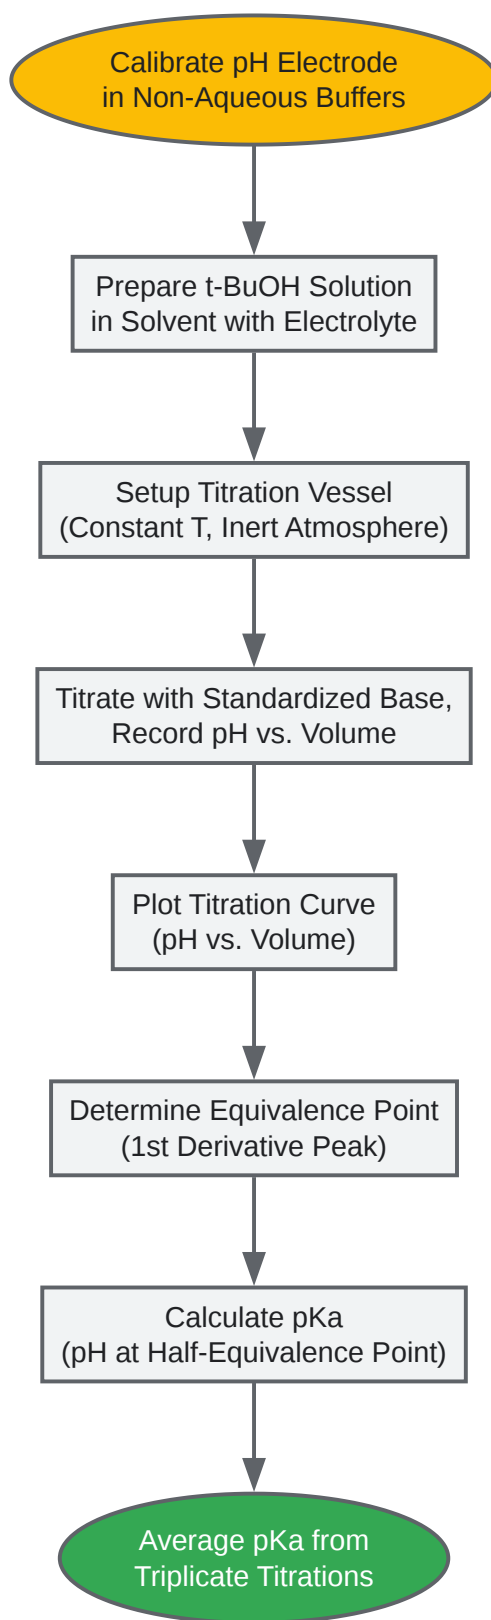 Calibrate pH Electrode
in Non-Aqueous Buffers
Prepare t-BuOH Solution
in Solvent with Electrolyte
Setup Titration Vessel
(Constant T, Inert Atmosphere)
Titrate with Standardized Base,
Record pH vs. Volume
Plot Titration Curve
(pH vs. Volume)
Determine Equivalence Point
(1st Derivative Peak)
Calculate pKa
(pH at Half-Equivalence Point)
Average pKa from
Triplicate Titrations